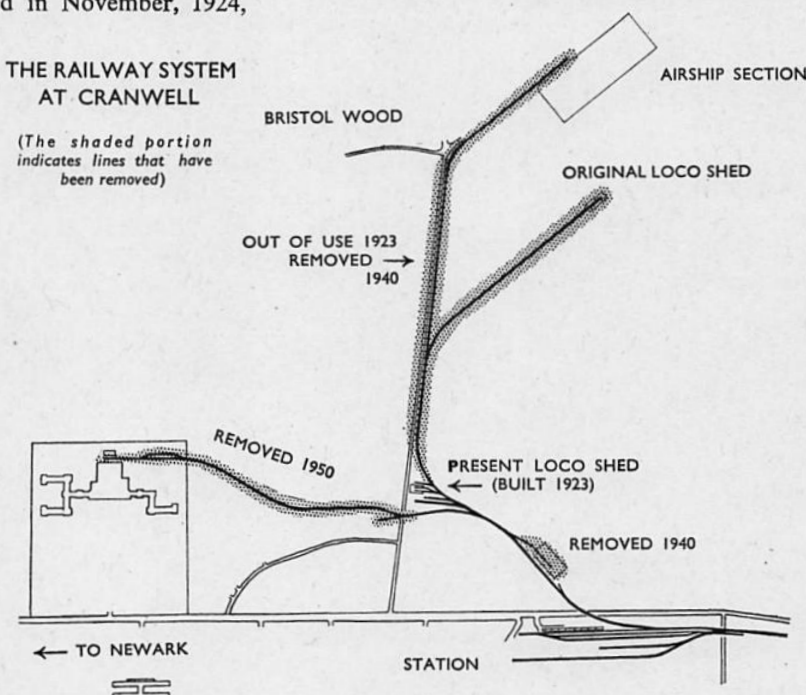 d in November, 1924,
THE RAILWAY SYSTEM
AT CRANWELL
(The shaded portion
indicates lines that have
been removed)
BRISTOL WOOD
AIRSHIP SECTION
ORIGINAL LOCO SHED
OUT OF USE 1923
REMOVED →
1940
REMOVED 1950
PRESENT LOCO SHED
← (BUILT 1923)
REMOVED 1940
← TO NEWARK
STATION